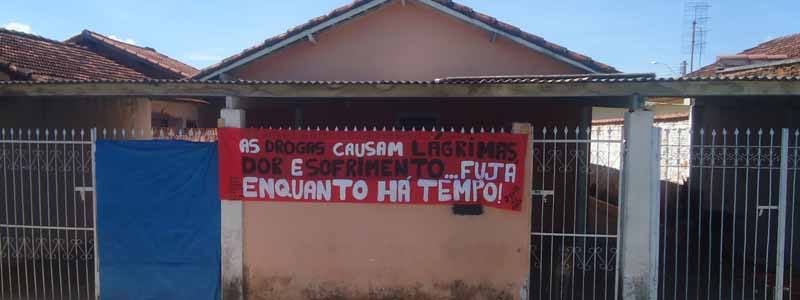 AS DROGAS CAUSAM LÁGRIMAS
DOR E SOFRIMENTO... FUJA
ENQUANTO HÁ TEMPO!